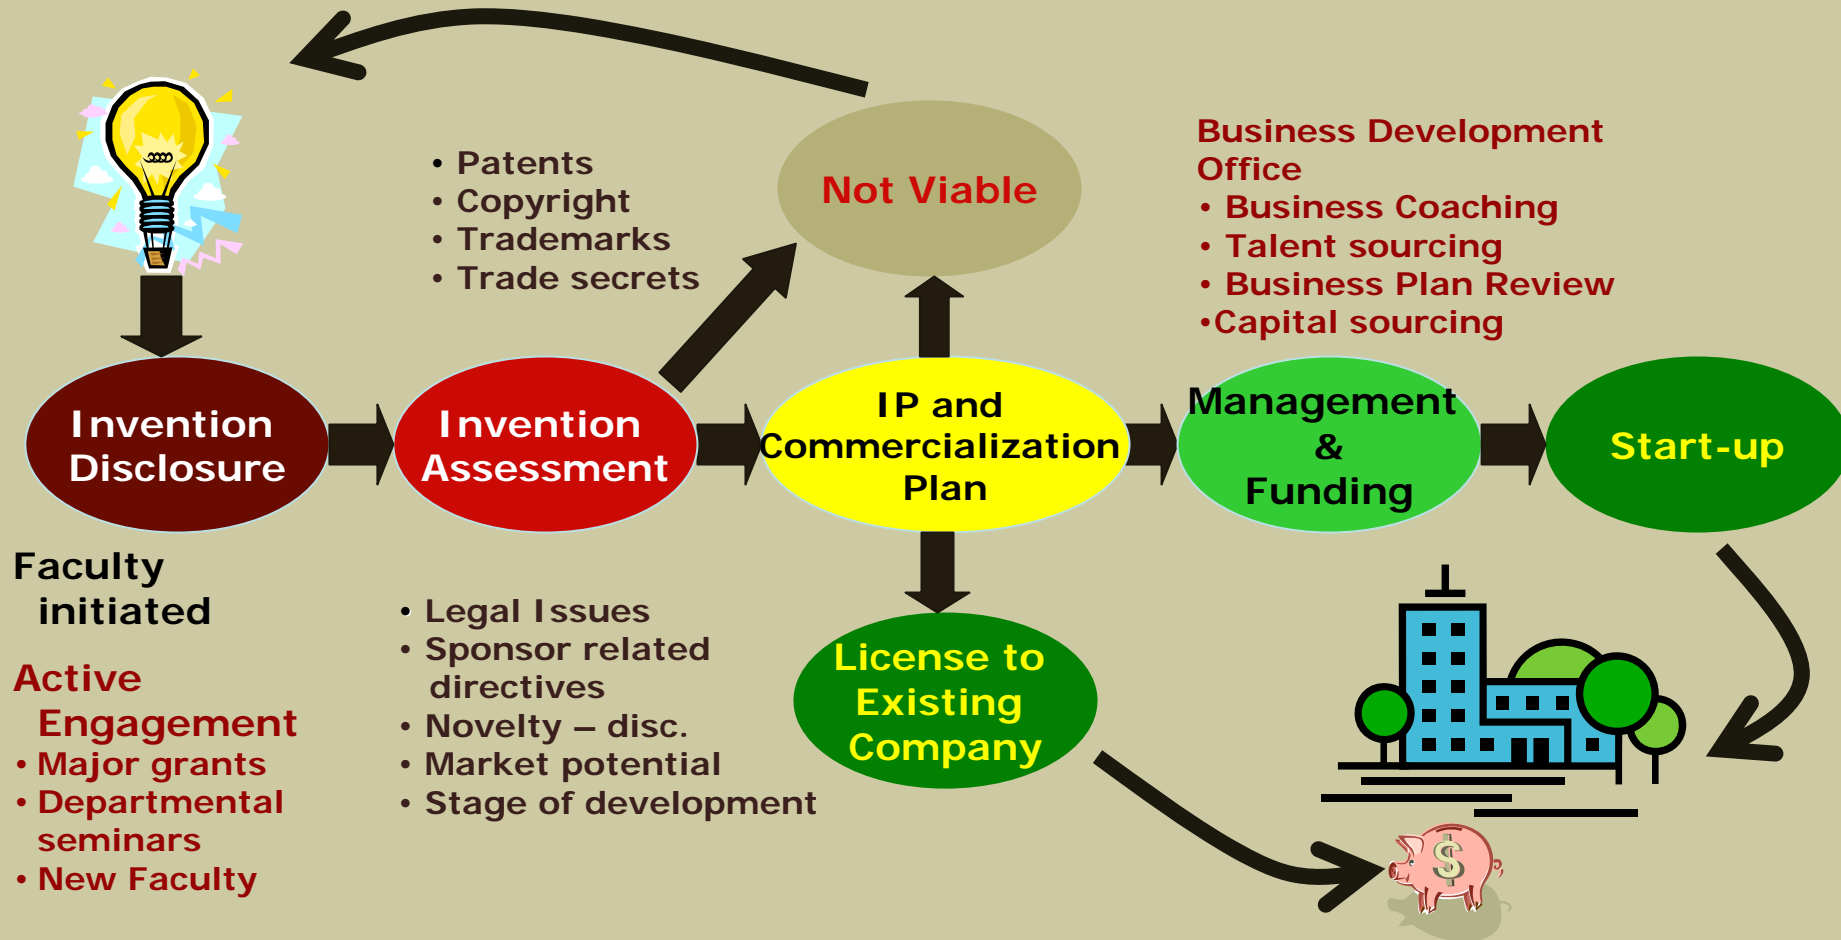 • Patents
• Copyright
• Trademarks
• Trade secrets
Not Viable
Business Development
Office
• Business Coaching
• Talent sourcing
• Business Plan Review
•Capital sourcing
Invention
Disclosure
Invention
Assessment
IP and
Commercialization
Plan
Management
&
Funding
Start-up
Faculty
initiated
Active
Engagement
• Major grants
• Departmental
seminars
• New Faculty
• Legal Issues
• Sponsor related
directives
• Novelty – disc.
• Market potential
• Stage of development
License to
Existing
Company
$